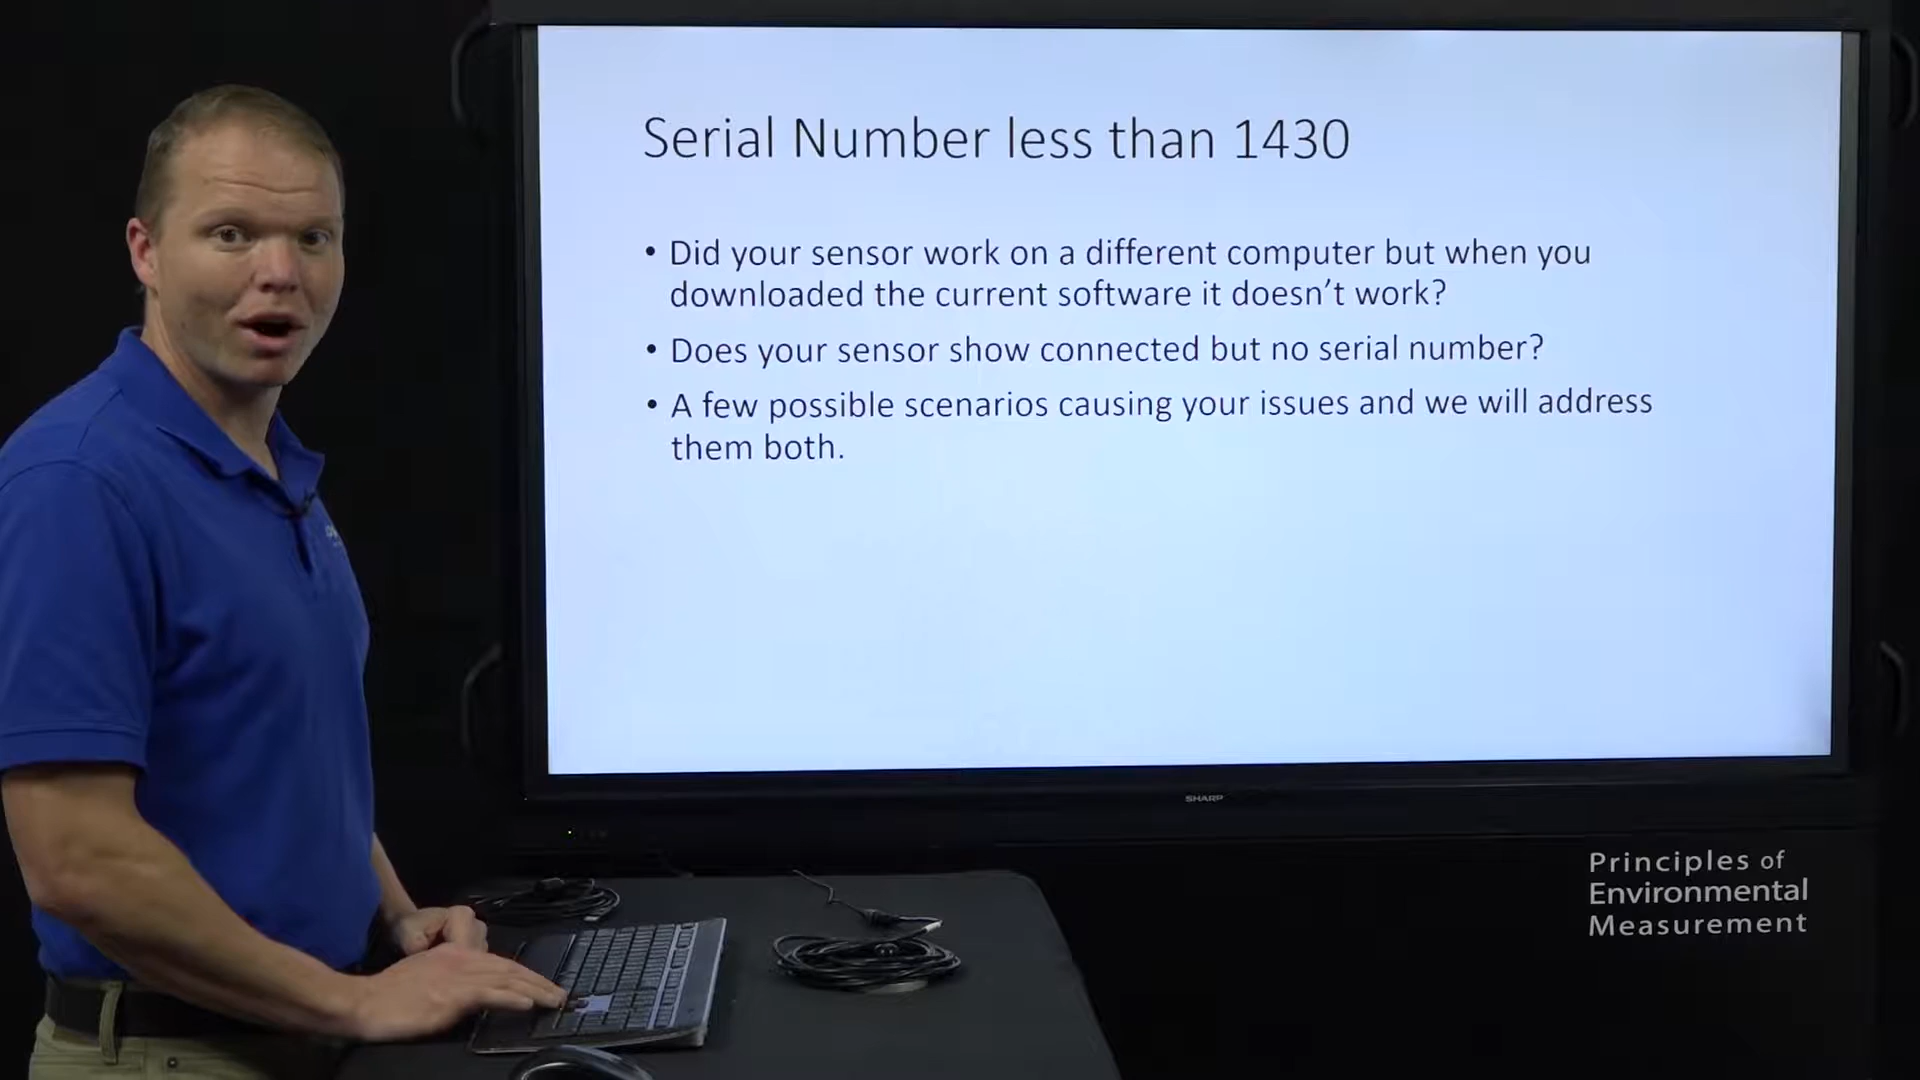 Serial Number less than 1430
• Did your sensor work on a different computer but when you
downloaded the current software it doesn't work?
• Does your sensor show connected but no serial number?
• A few possible scenarios causing your issues and we will address
them both.
SHARP
Principles of
Environmental
Measurement